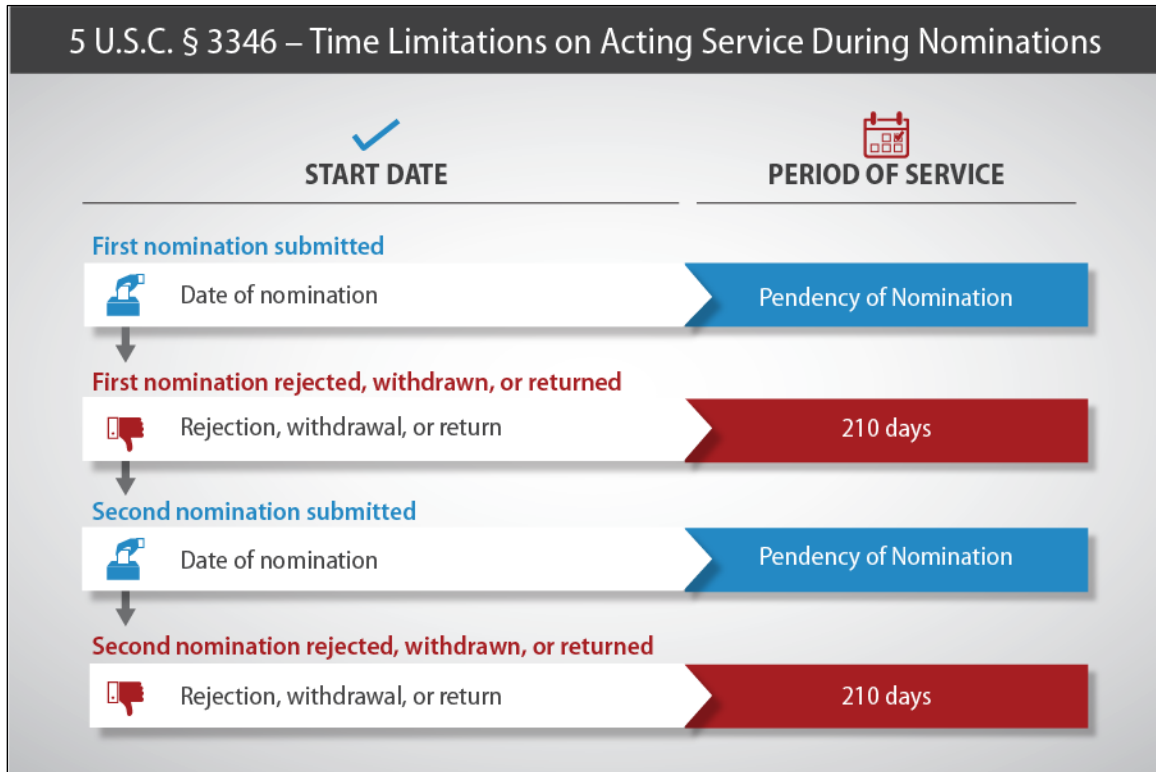 5 U.S.C. § 3346 – Time Limitations on Acting Service During Nominations
START DATE
PERIOD OF SERVICE
First nomination submitted
Date of nomination
Pendency of Nomination
First nomination rejected, withdrawn, or returned
Rejection, withdrawal, or return
210 days
Second nomination submitted
Date of nomination
Pendency of Nomination
Second nomination rejected, withdrawn, or returned
Rejection, withdrawal, or return
210 days